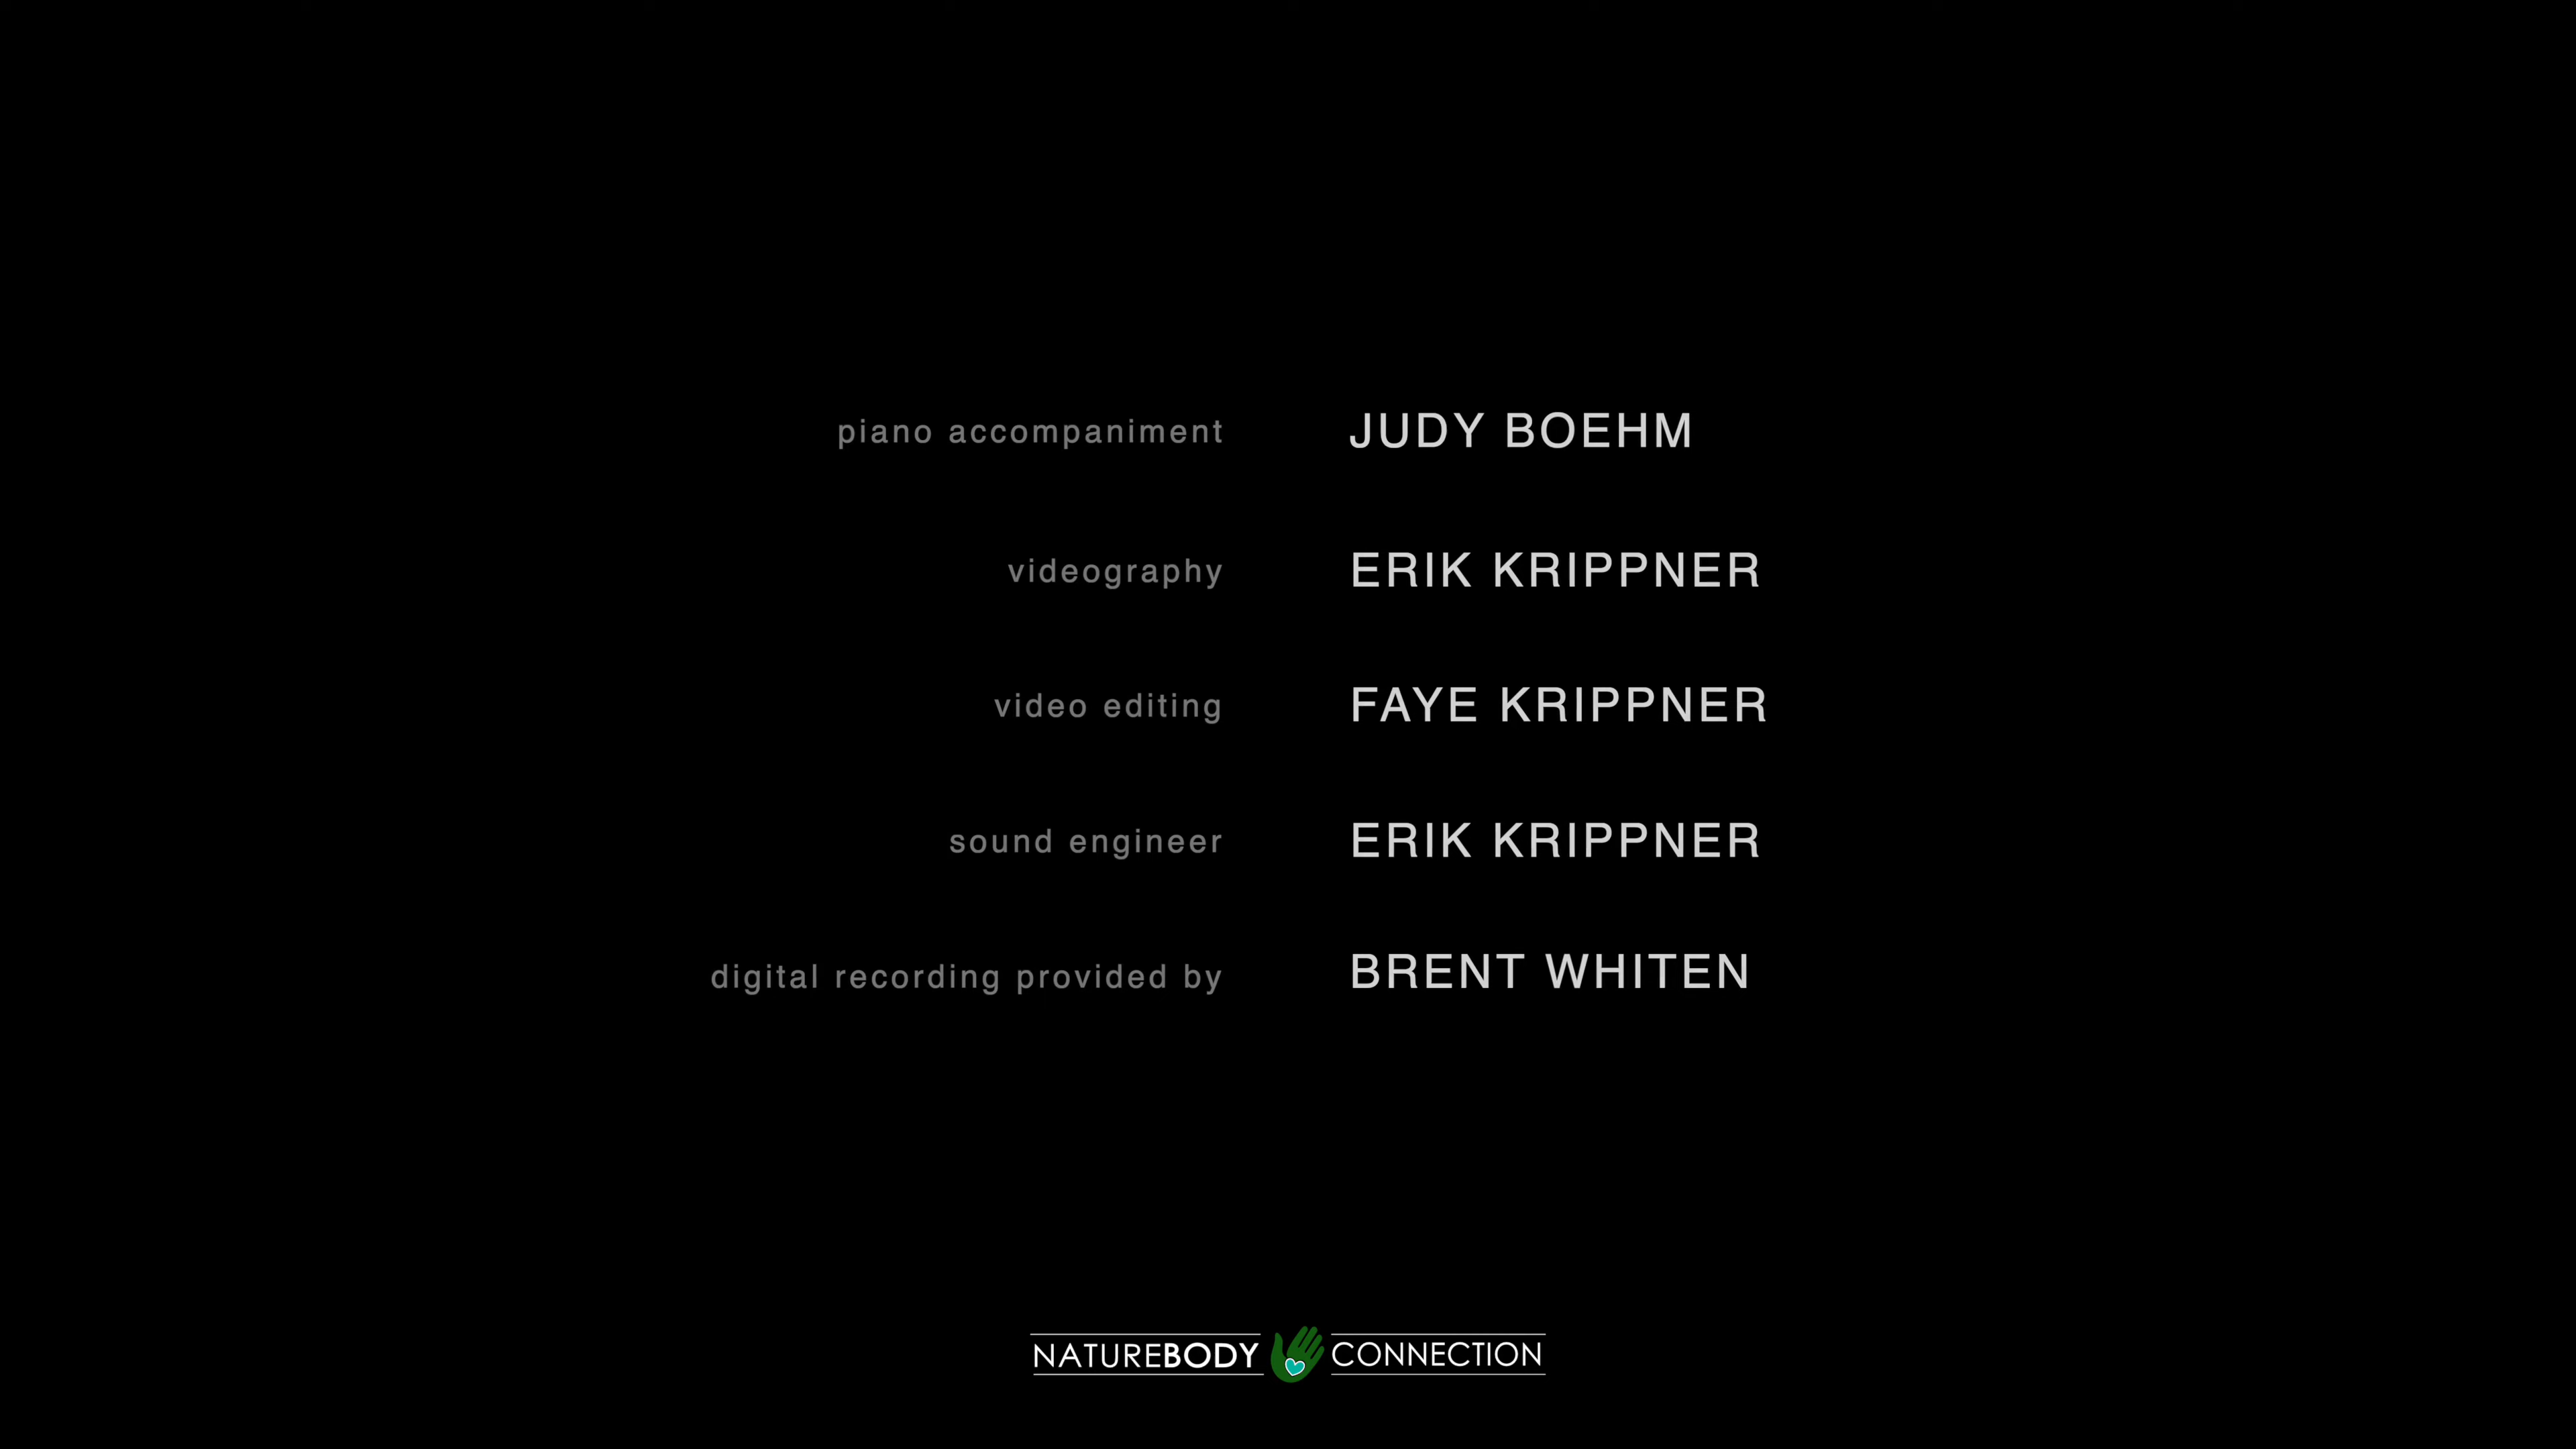 piano accompaniment JUDY BOEHM
videography ERIK KRIPPNER
video editing FAYE KRIPPNER
sound engineer ERIK KRIPPNER
digital recording provided by BRENT WHITEN
NATUREBODY CONNECTION